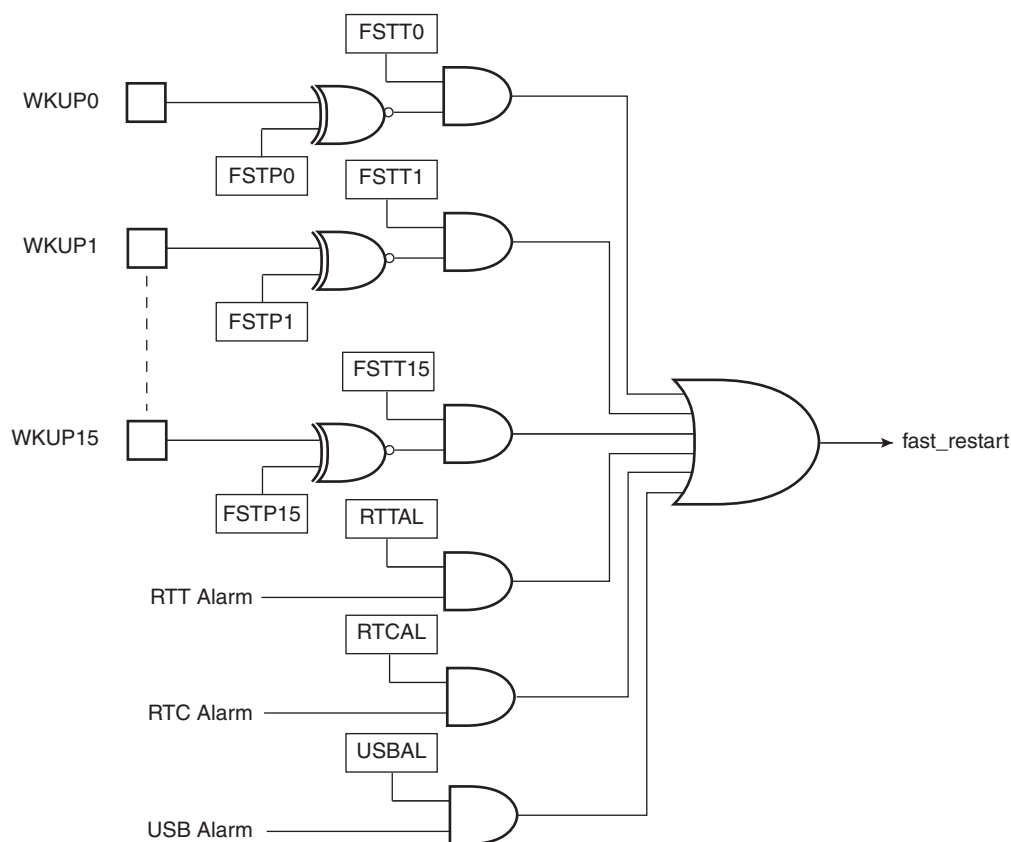 FSTT0
WKUP0
FSTP0
FSTT1
WKUP1
FSTP1
FSTT15
WKUP15
fast_restart
FSTP15
RTTAL
RTT Alarm
RTCAL
RTC Alarm
USBAL
USB Alarm